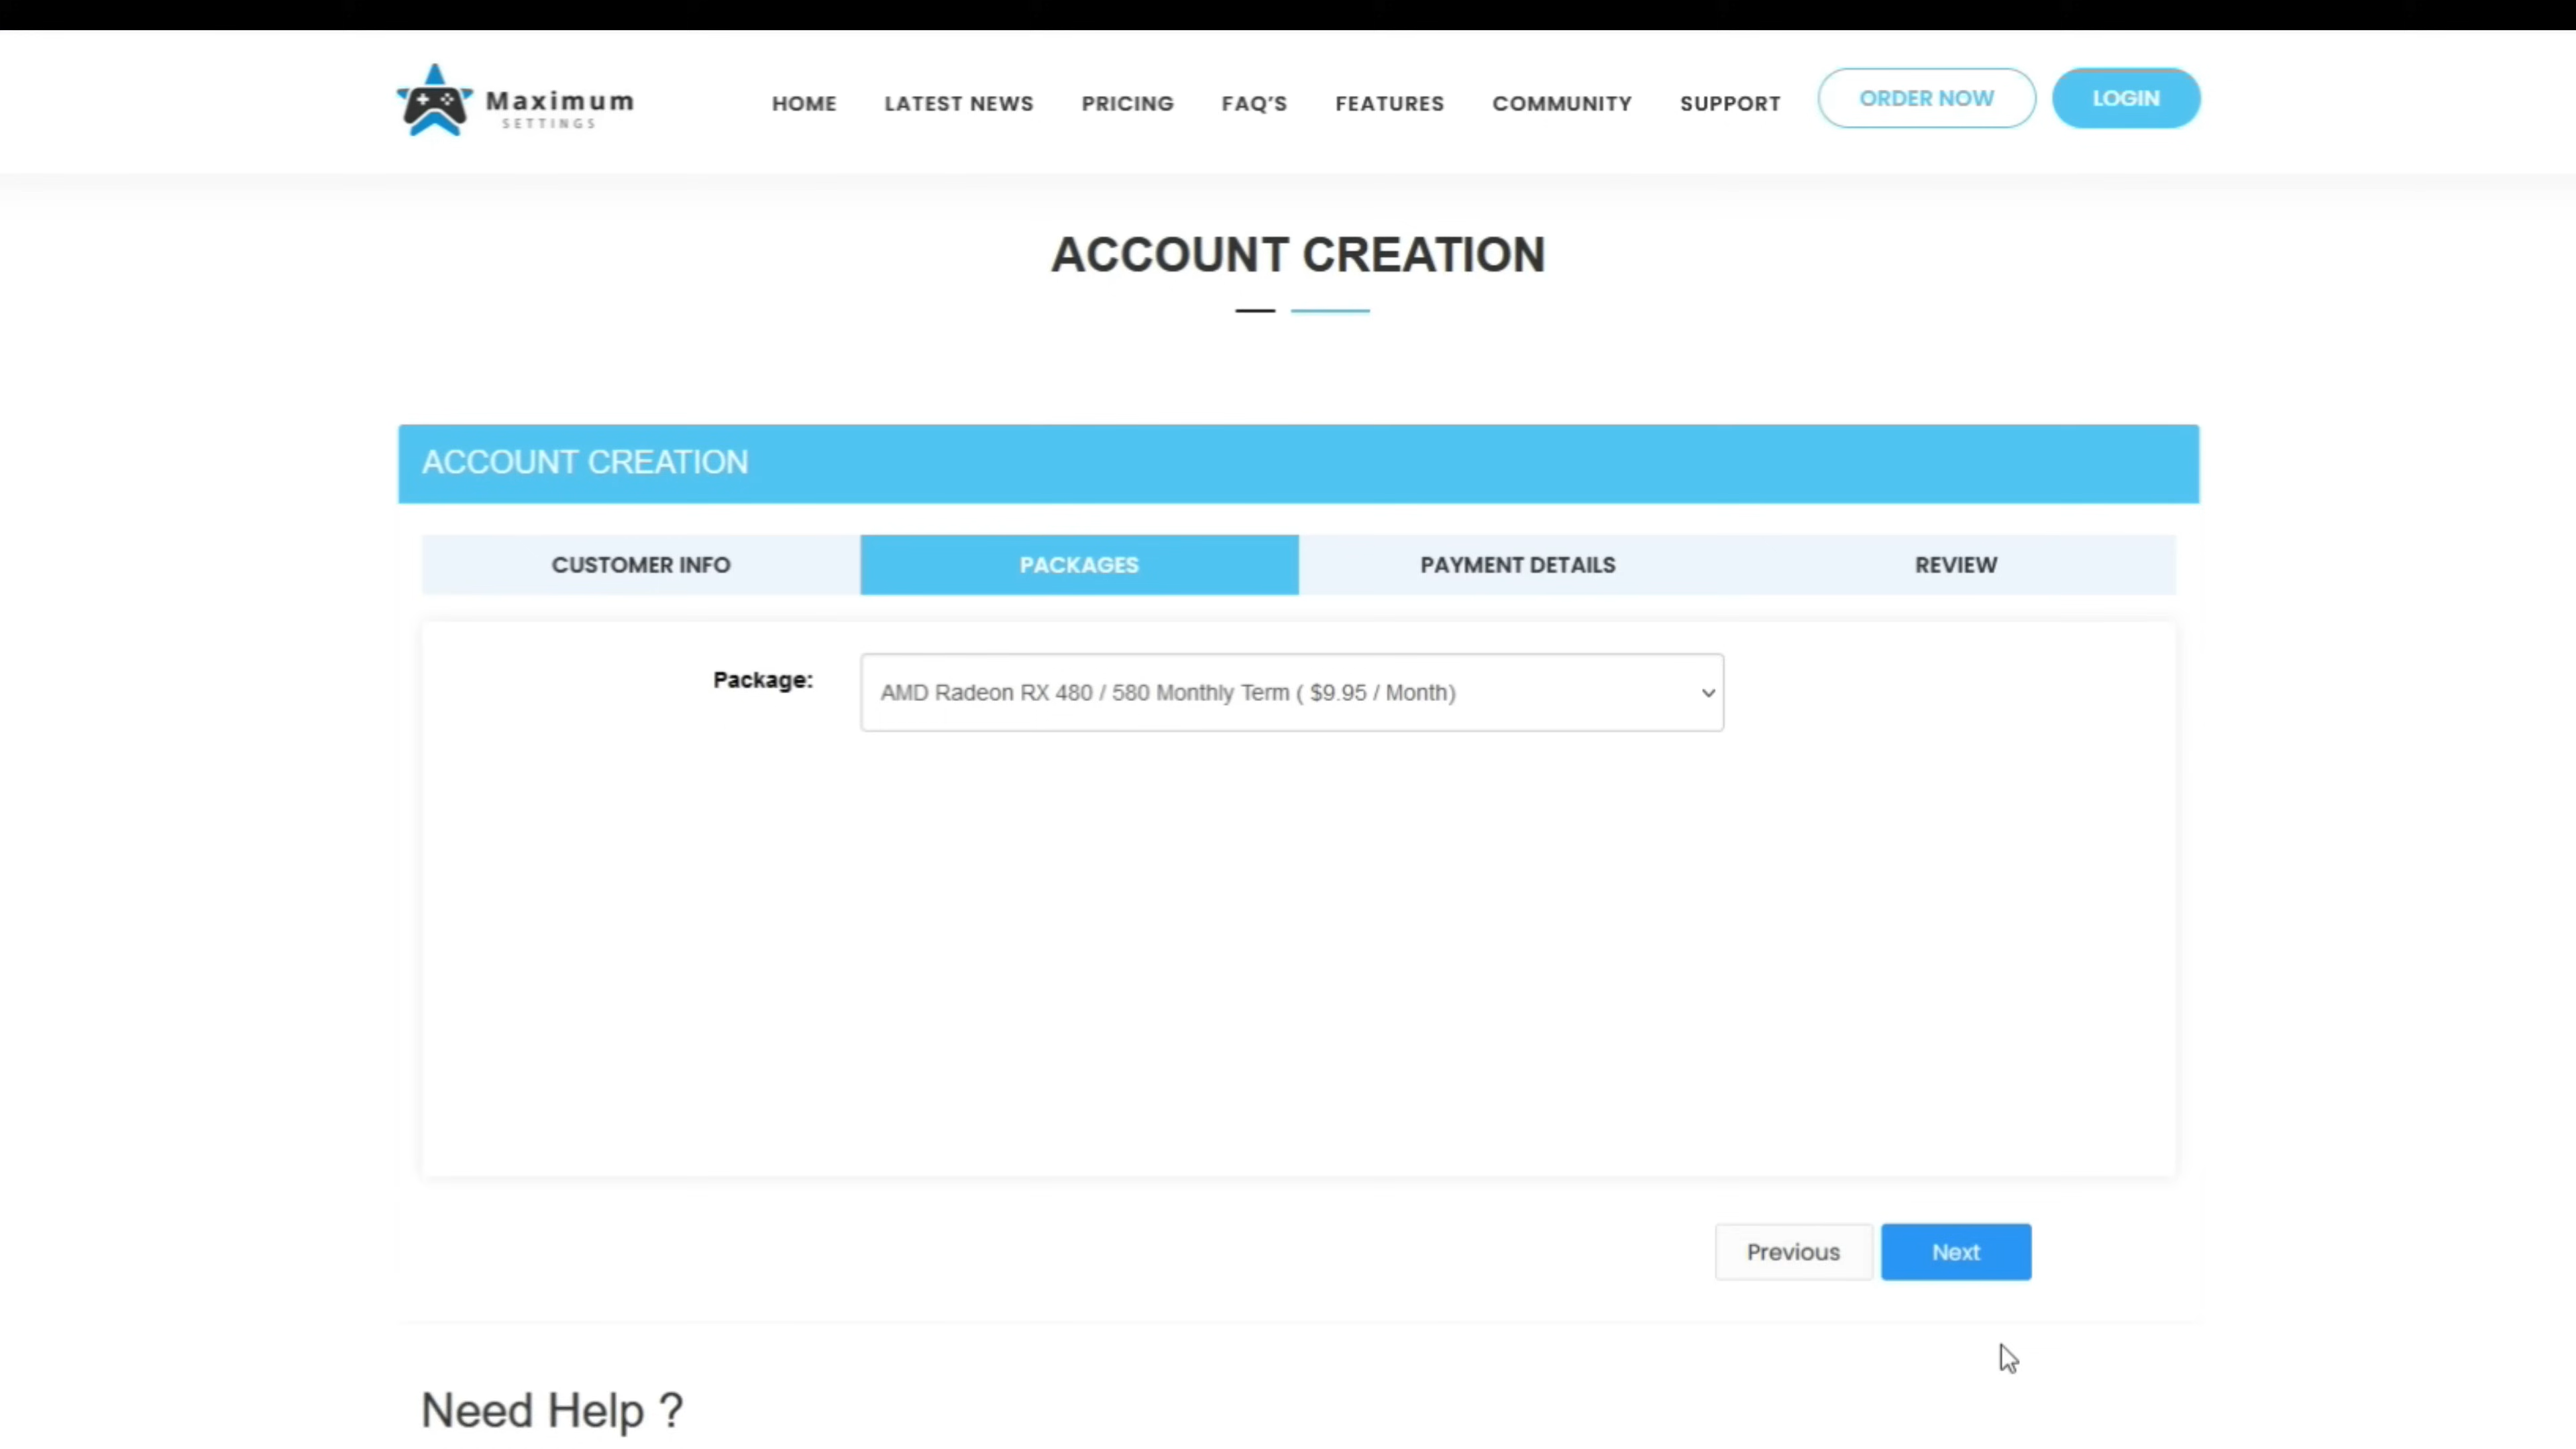 Maximum
SETTINGS
HOME LATEST NEWS PRICING FAQ'S FEATURES COMMUNITY SUPPORT ORDER NOW LOGIN
ACCOUNT CREATION
ACCOUNT CREATION
CUSTOMER INFO PACKAGES PAYMENT DETAILS REVIEW
Package: AMD Radeon RX 480 / 580 Monthly Term ( $9.95 / Month)
Previous Next
Need Help ?